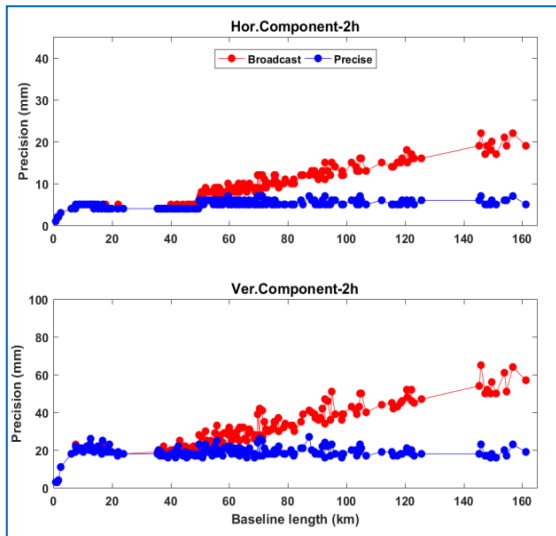 Hor.Component-2h
Broadcast Precise
Precision (mm)
40
30
20
10
0
0 20 40 60 80 100 120 140 160
Ver.Component-2h
Precision (mm)
100
80
60
40
20
0
0 20 40 60 80 100 120 140 160
Baseline length (km)